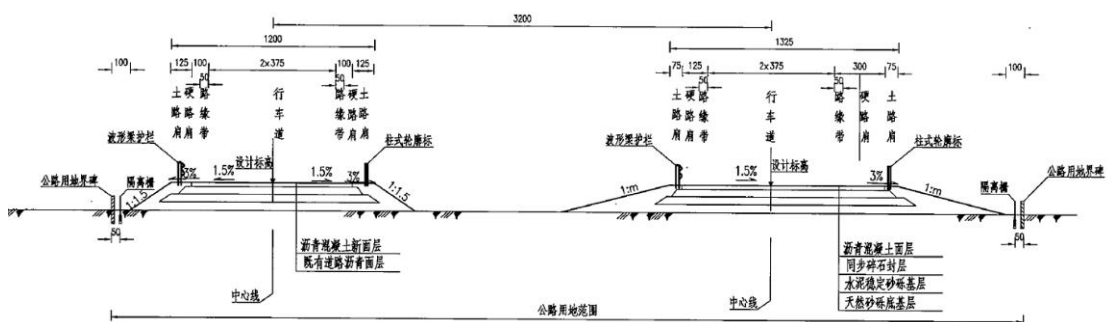 3200
1200
1325
100
125
100
50
2x375
50
100
125
75
125
50
2x375
50
300
75
100
土路肩
硬路肩
路缘带
行车道
路缘带
硬路肩
土路肩
土路肩
硬路肩
路缘带
行车道
路缘带
硬路肩
土路肩
波形梁护栏
柱式轮廓标
波形梁护栏
柱式轮廓标
设计标高
设计标高
3%
1.5%
1.5%
3%
1.5%
3%
公路用地界碑
隔离栅
1:1.5
1:1.5
1:m
1:m
隔离栅
公路用地界碑
50
50
沥青混凝土新面层
既有道路沥青面层
沥青混凝土面层
同步碎石封层
水泥稳定砂砾基层
天然砂砾底基层
中心线
中心线
公路用地范围